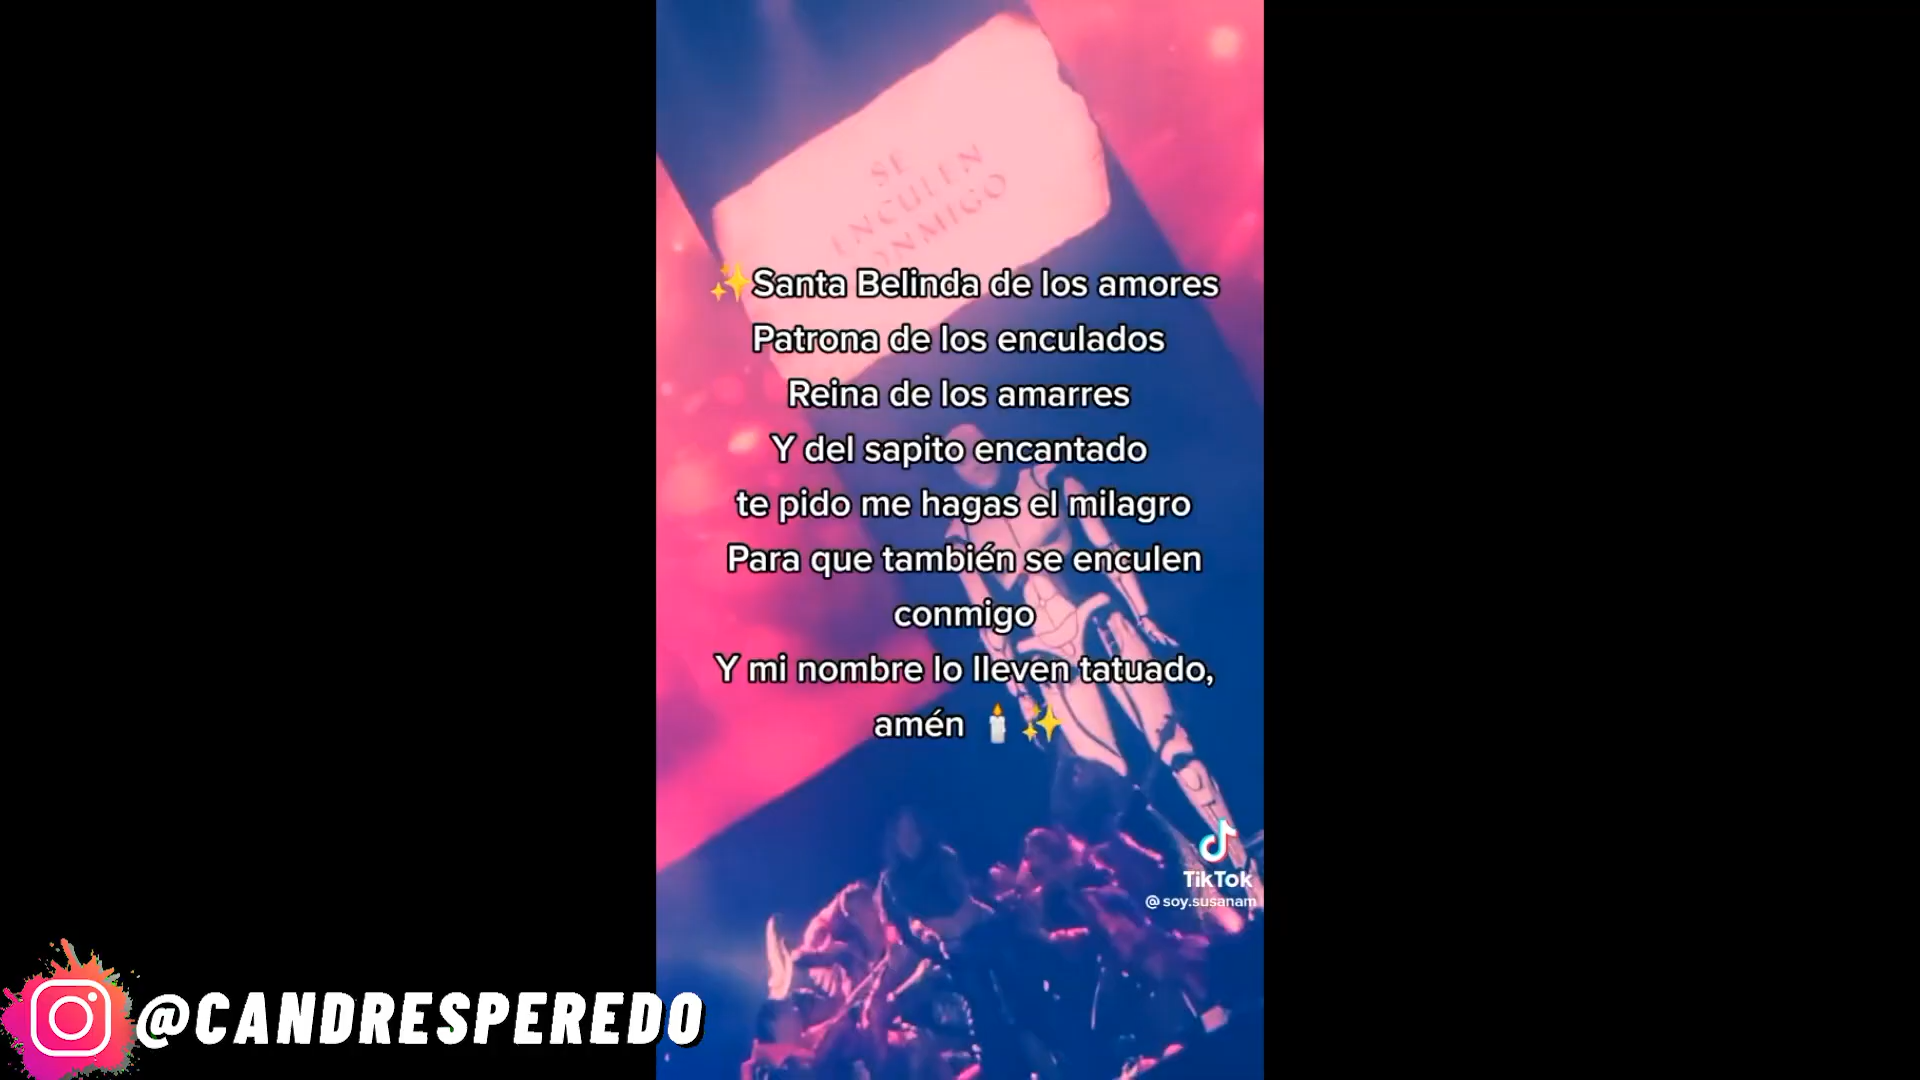 SE
ENCULEN
ONMIGO
✨Santa Belinda de los amores
Patrona de los enculados
Reina de los amarres
Y del sapito encantado
te pido me hagas el milagro
Para que también se enculen
conmigo
Y mi nombre lo lleven tatuado,
amén 🕯️✨
TikTok
@soy.susanam
@CANDRESPEREDO